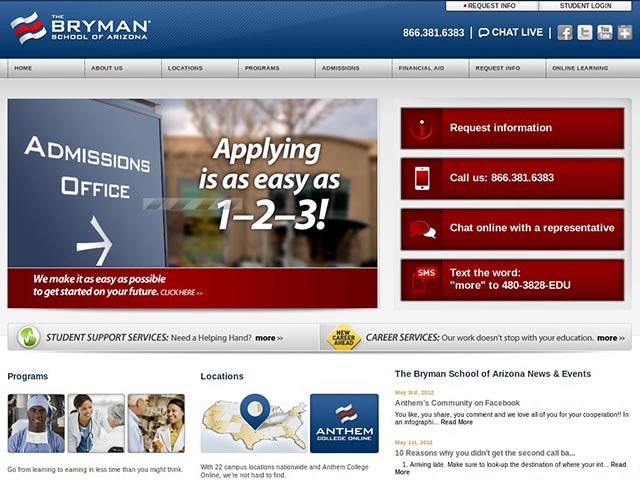 REQUEST INFO
STUDENT LOGIN
THE
BRYMAN
SCHOOL OF ARIZONA
866.381.6383 | CHAT LIVE |
HOME
ABOUT US
LOCATIONS
PROGRAMS
ADMISSIONS
FINANCIAL AID
REQUEST INFO
ONLINE LEARNING
ADMISSIONS
OFFICE
Applying
is as easy as
1–2–3!
We make it as easy as possible
to get started on your future. CLICK HERE >>
Request information
Call us: 866.381.6383
Chat online with a representative
SMS
Text the word:
"more" to 480-3828-EDU
STUDENT SUPPORT SERVICES: Need a Helping Hand? more >>
NEW
CAREER
AHEAD
CAREER SERVICES: Our work doesn't stop with your education. more >>
Programs
Go from learning to earning in less time than you might think.
Locations
ANTHEM
COLLEGE ONLINE
With 22 campus locations nationwide and Anthem College
Online, we're not hard to find.
The Bryman School of Arizona News & Events
May 3rd, 2012
Anthem's Community on Facebook
You like, you share, you comment and we love all of you for your cooperation!! In
an infographi... Read More
May 1st, 2012
10 Reasons why you didn't get the second call ba...
1. Arriving late. Make sure to look-up the destination of where your int... Read
More